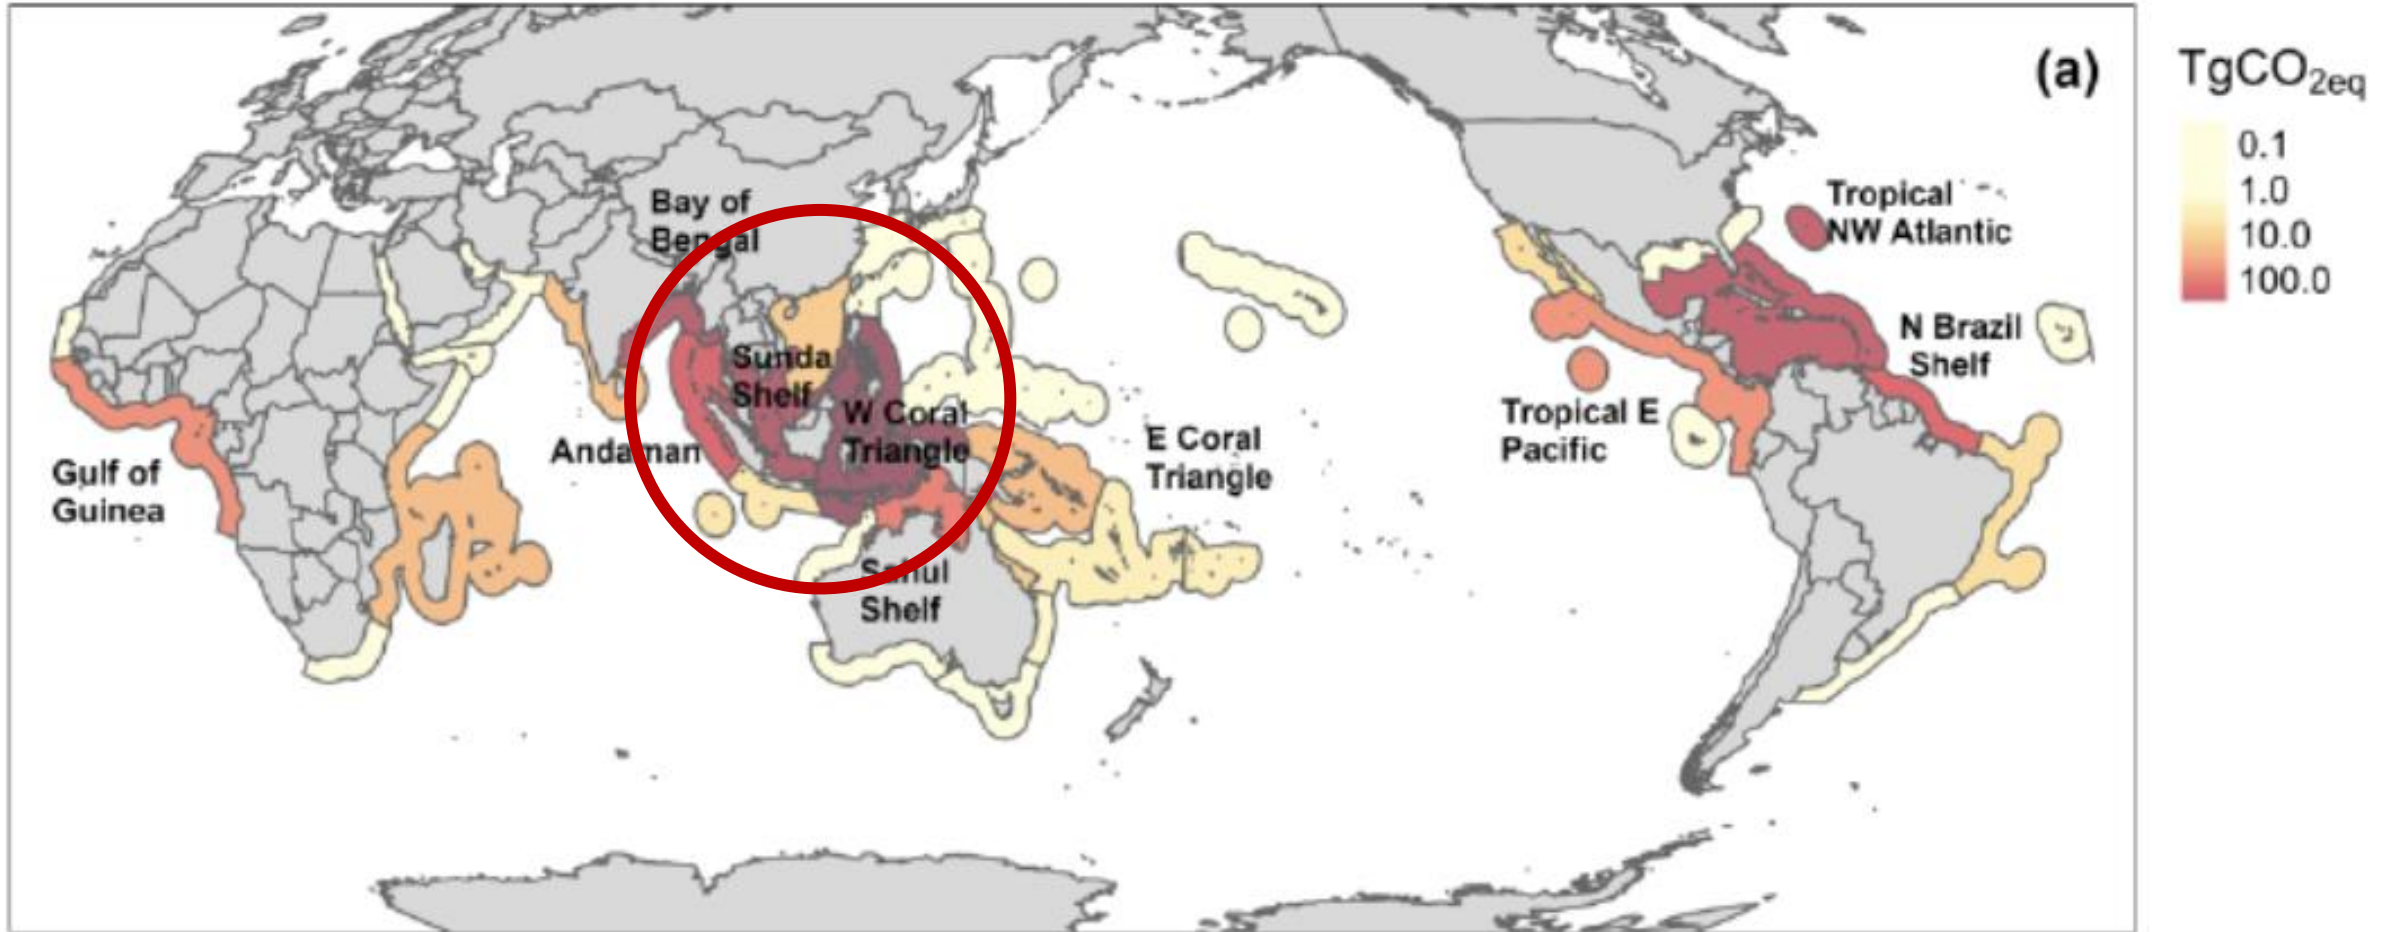 (a)
TgCO2eq
0.1
1.0
10.0
100.0
Bay of
Bengal
Tropical
NW Atlantic
N Brazil
Shelf
Sunda
Shelf
W Coral
Triangle
Andaman
E Coral
Triangle
Tropical E
Pacific
Gulf of
Guinea
Sahul
Shelf